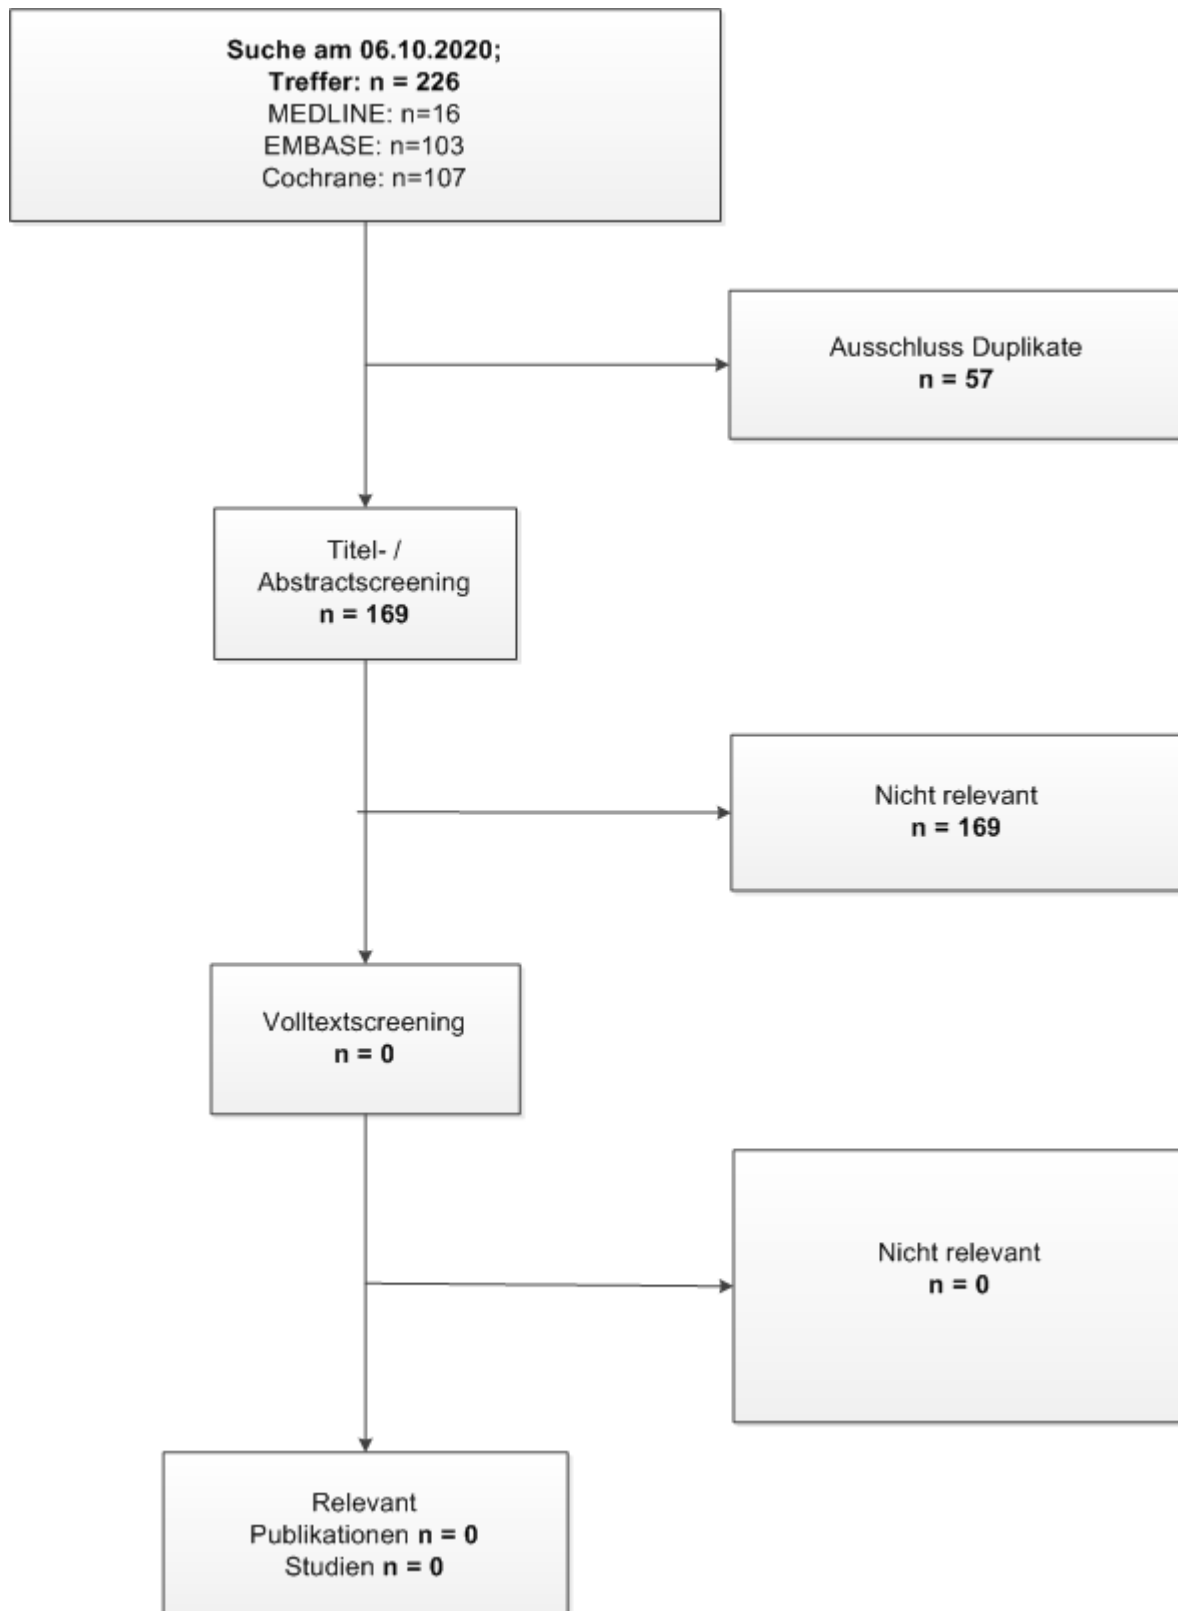 Suche am 06.10.2020;
Treffer: n = 226
MEDLINE: n=16
EMBASE: n=103
Cochrane: n=107
Ausschluss Duplikate
n = 57
Titel- /
Abstractscreening
n = 169
Nicht relevant
n = 169
Volltextscreening
n = 0
Nicht relevant
n = 0
Relevant
Publikationen n = 0
Studien n = 0